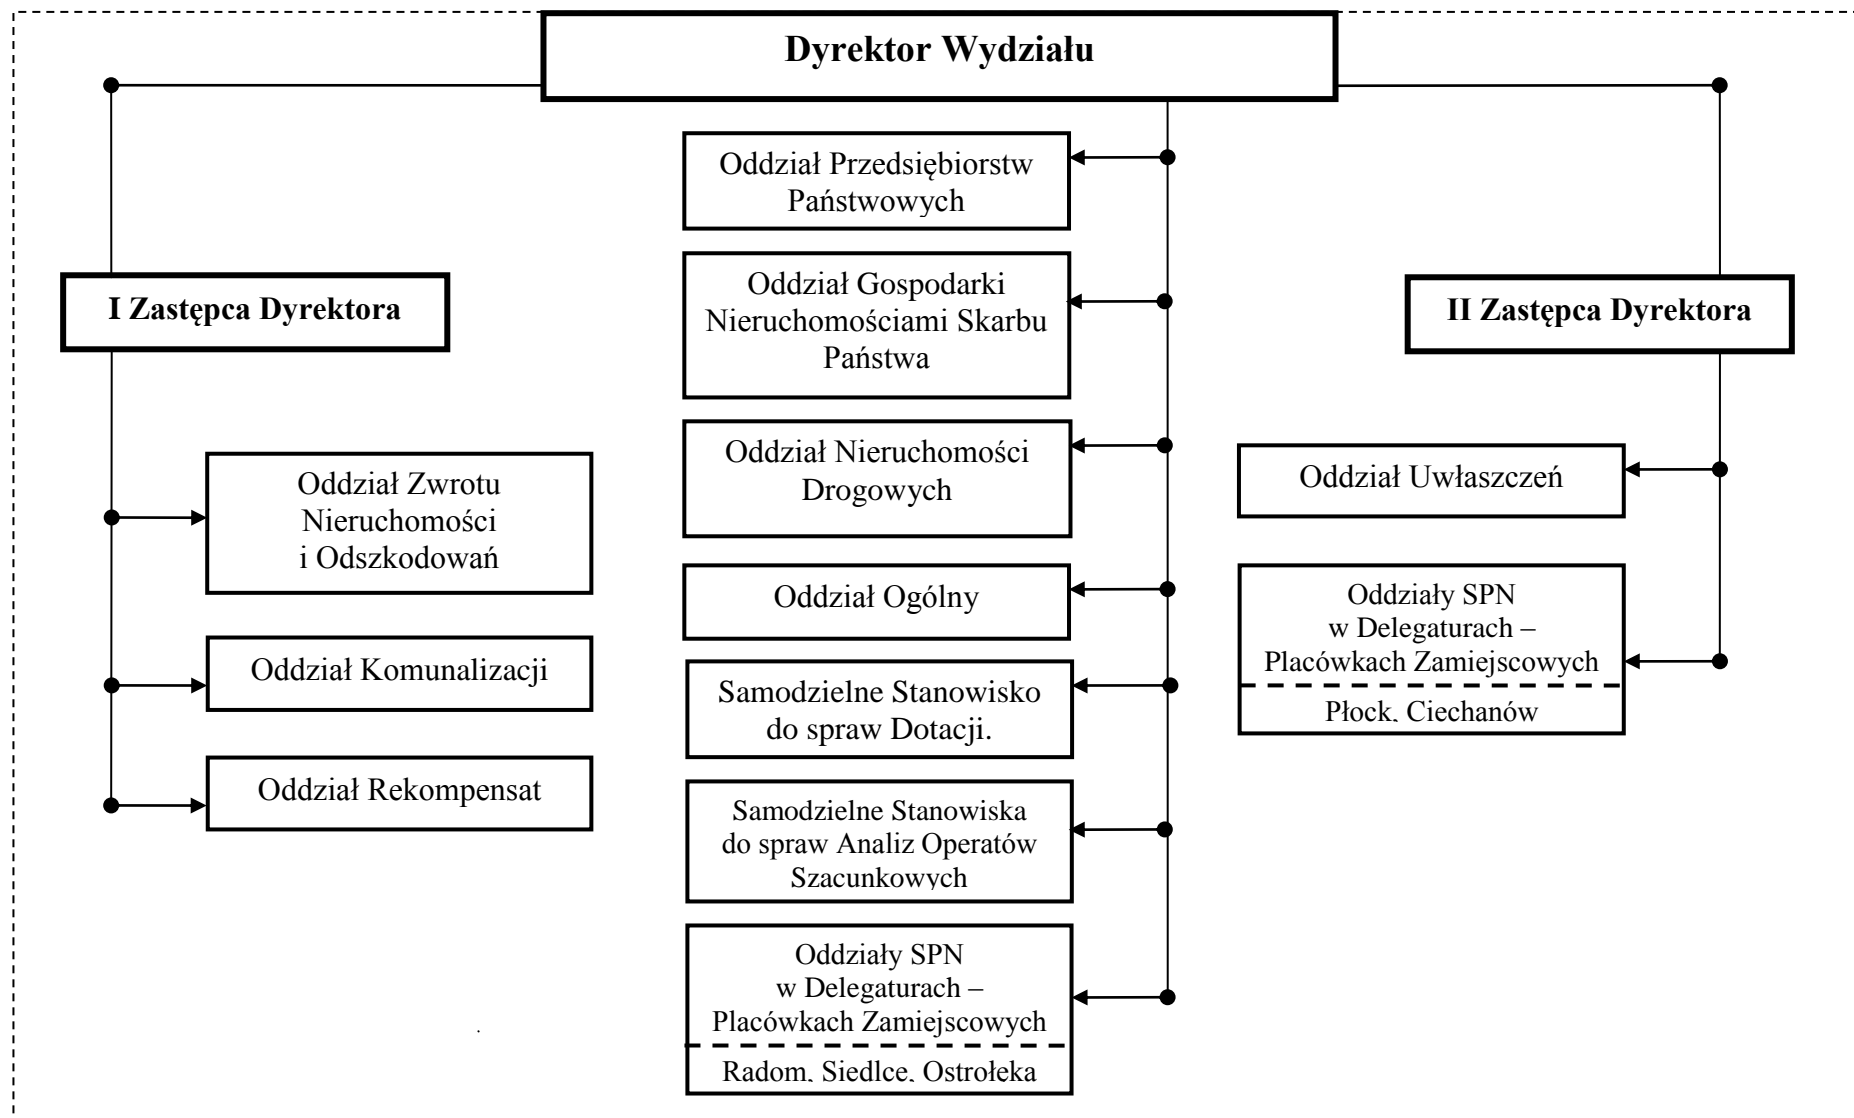 Dyrektor Wydziału
Oddział Przedsiębiorstw
Państwowych
Oddział Gospodarki
Nieruchomościami Skarbu
Państwa
I Zastępca Dyrektora
II Zastępca Dyrektora
Oddział Nieruchomości
Drogowych
Oddział Uwłaszczeń
Oddział Zwrotu
Nieruchomości
i Odszkodowań
Oddział Ogólny
Oddziały SPN
w Delegaturach –
Placówkach Zamiejscowych
Płock, Ciechanów
Oddział Komunalizacji
Samodzielne Stanowisko
do spraw Dotacji.
Oddział Rekompensat
Samodzielne Stanowiska
do spraw Analiz Operatów
Szacunkowych
Oddziały SPN
w Delegaturach –
Placówkach Zamiejscowych
Radom, Siedlce, Ostrołęka